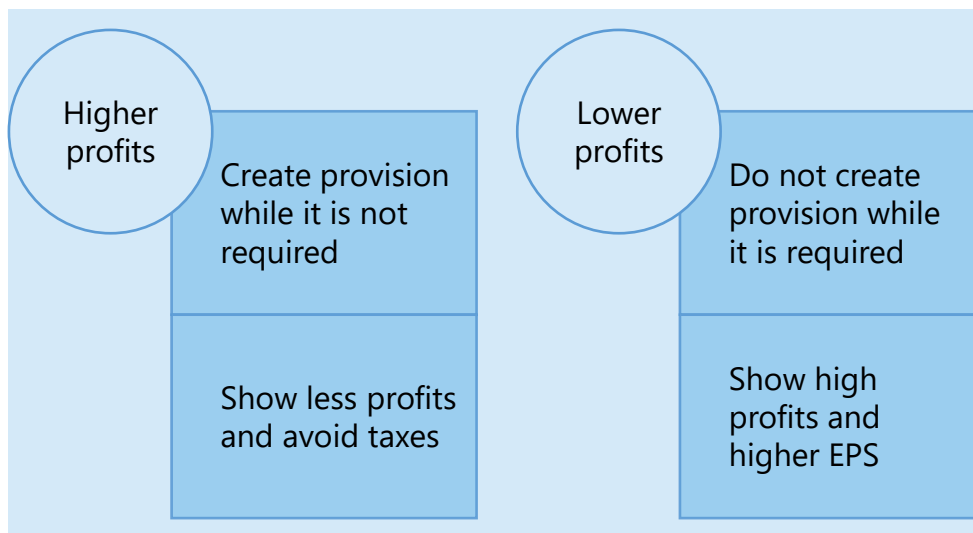 Higher
profits
Create provision
while it is not
required
Show less profits
and avoid taxes
Lower
profits
Do not create
provision while
it is required
Show high
profits and
higher EPS